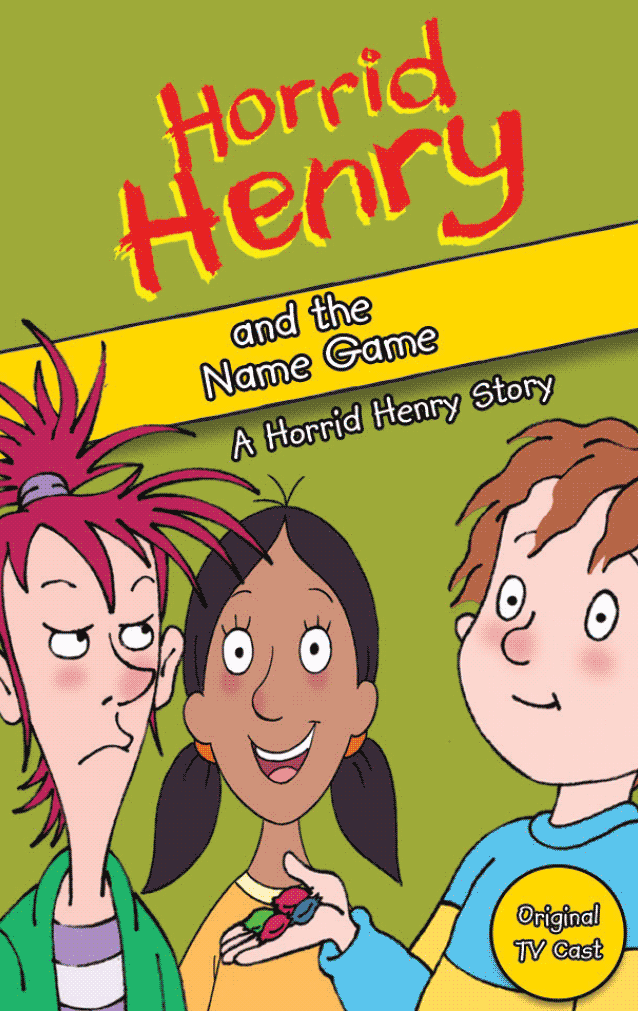 Horrid
Henry
and the
Name Game
A Horrid Henry Story
Original
TV Cast